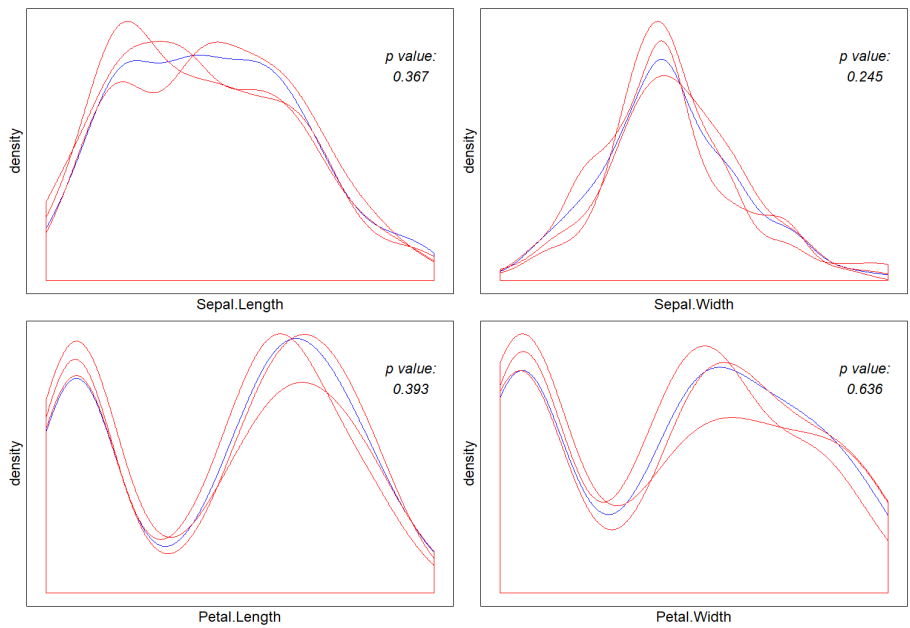 p value:
0.367
density
Sepal.Length
p value:
0.245
density
Sepal.Width
p value:
0.393
density
Petal.Length
p value:
0.636
density
Petal.Width